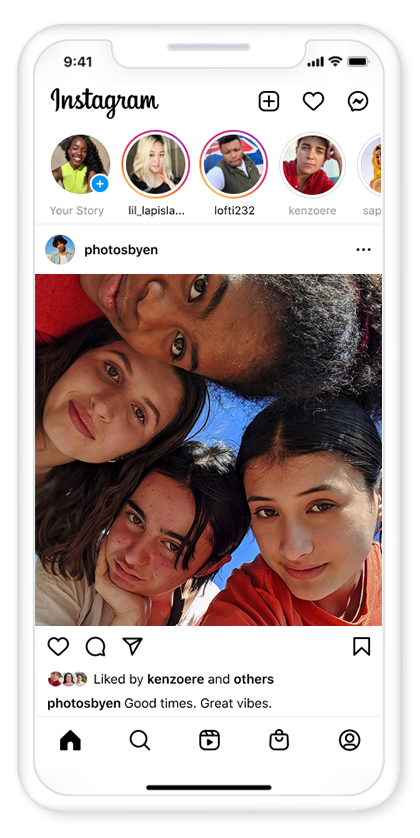 9:41
Instagram
Your Story
lil_lapisla...
lofti232
kenzoere
sap
photosbyen
Liked by kenzoere and others
photosbyen Good times. Great vibes.